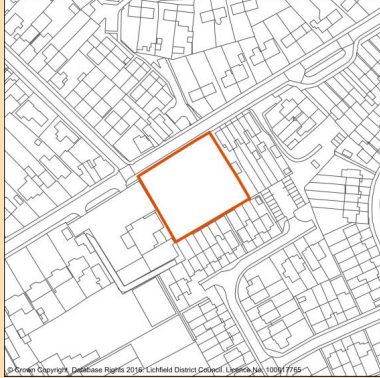 © Crown Copyright, Database Rights 2016. Lichfield District Council. Licence No: 100017765